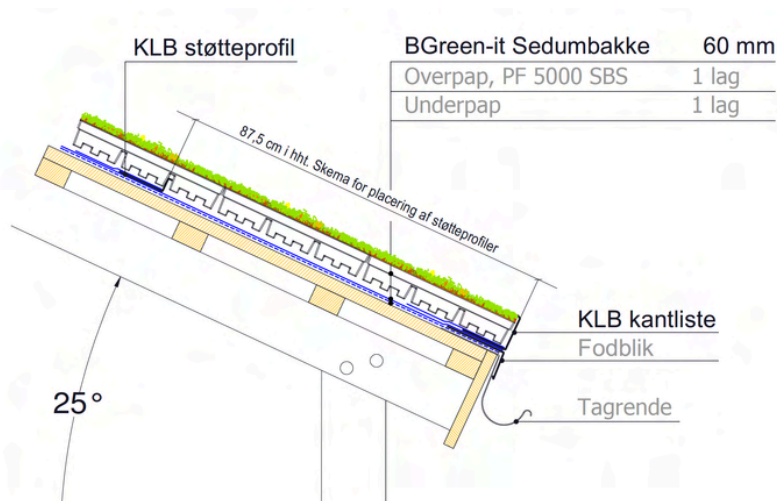 KLB støtteprofil
BGreen-it Sedumbakke 60 mm
Overpap, PF 5000 SBS 1 lag
Underpap 1 lag
87,5 cm i hht. Skema for placering af støtteprofiler
KLB kantliste
Fodblik
Tagrende
25°